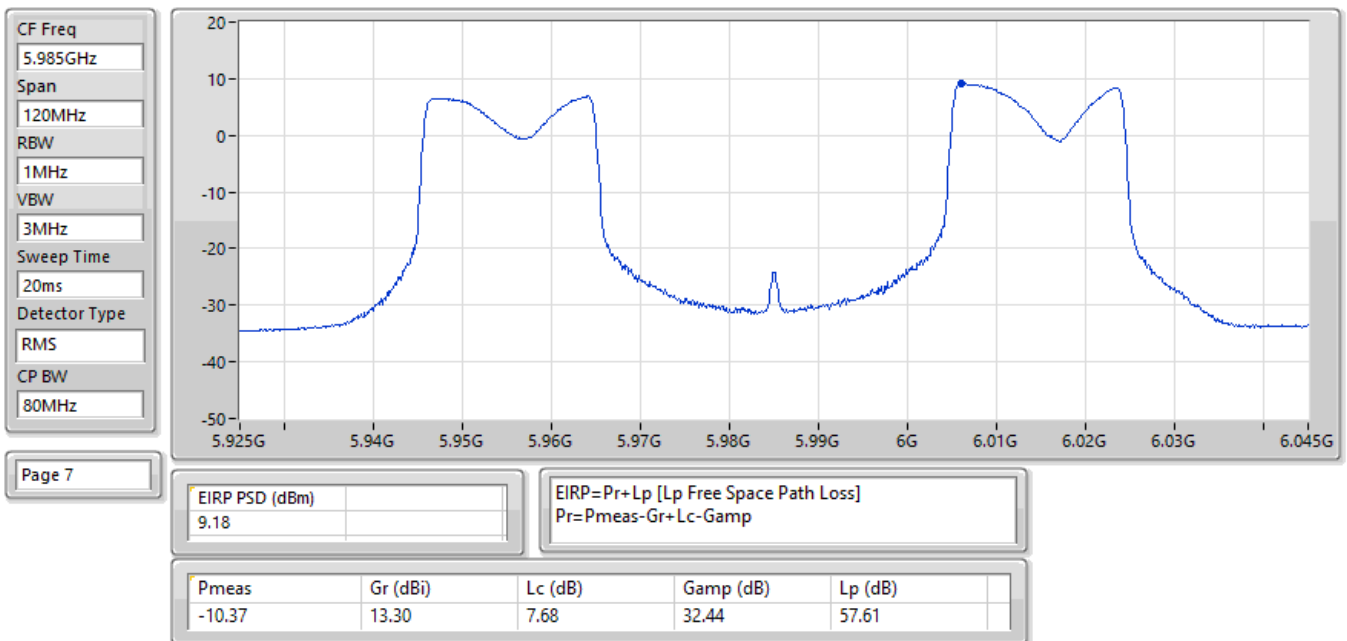 CF Freq
5.985GHz
Span
120MHz
RBW
1MHz
VBW
3MHz
Sweep Time
20ms
Detector Type
RMS
CP BW
80MHz
Page 7
20
10
0
-10
-20
-30
-40
-50
5.925G 5.94G 5.95G 5.96G 5.97G 5.98G 5.99G 6G 6.01G 6.02G 6.03G 6.045G
EIRP PSD (dBm)
9.18
EIRP=Pr+Lp [Lp Free Space Path Loss]
Pr=Pmeas-Gr+Lc-Gamp
Pmeas Gr (dBi) Lc (dB) Gamp (dB) Lp (dB)
-10.37 13.30 7.68 32.44 57.61